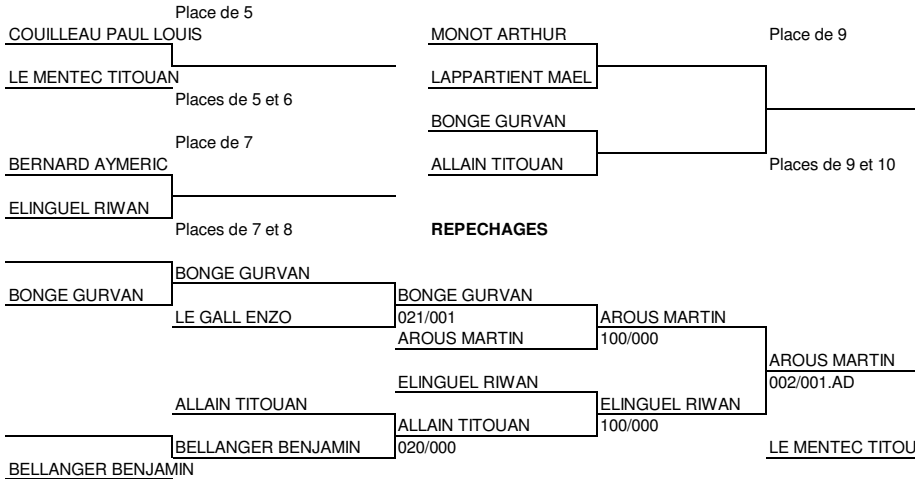 Place de 5
COUILLEAU PAUL LOUIS
MONOT ARTHUR
Place de 9
LE MENTEC TITOUAN
LAPPARTIENT MAEL
Places de 5 et 6
BONGE GURVAN
Place de 7
BERNARD AYMERIC
ALLAIN TITOUAN
Places de 9 et 10
ELINGUEL RIWAN
Places de 7 et 8
REPECHAGES
BONGE GURVAN
BONGE GURVAN
BONGE GURVAN
LE GALL ENZO
021/001
AROUS MARTIN
AROUS MARTIN
100/000
AROUS MARTIN
ELINGUEL RIWAN
002/001.AD
ALLAIN TITOUAN
ELINGUEL RIWAN
ALLAIN TITOUAN
100/000
BELLANGER BENJAMIN
020/000
LE MENTEC TITOU
BELLANGER BENJAMIN